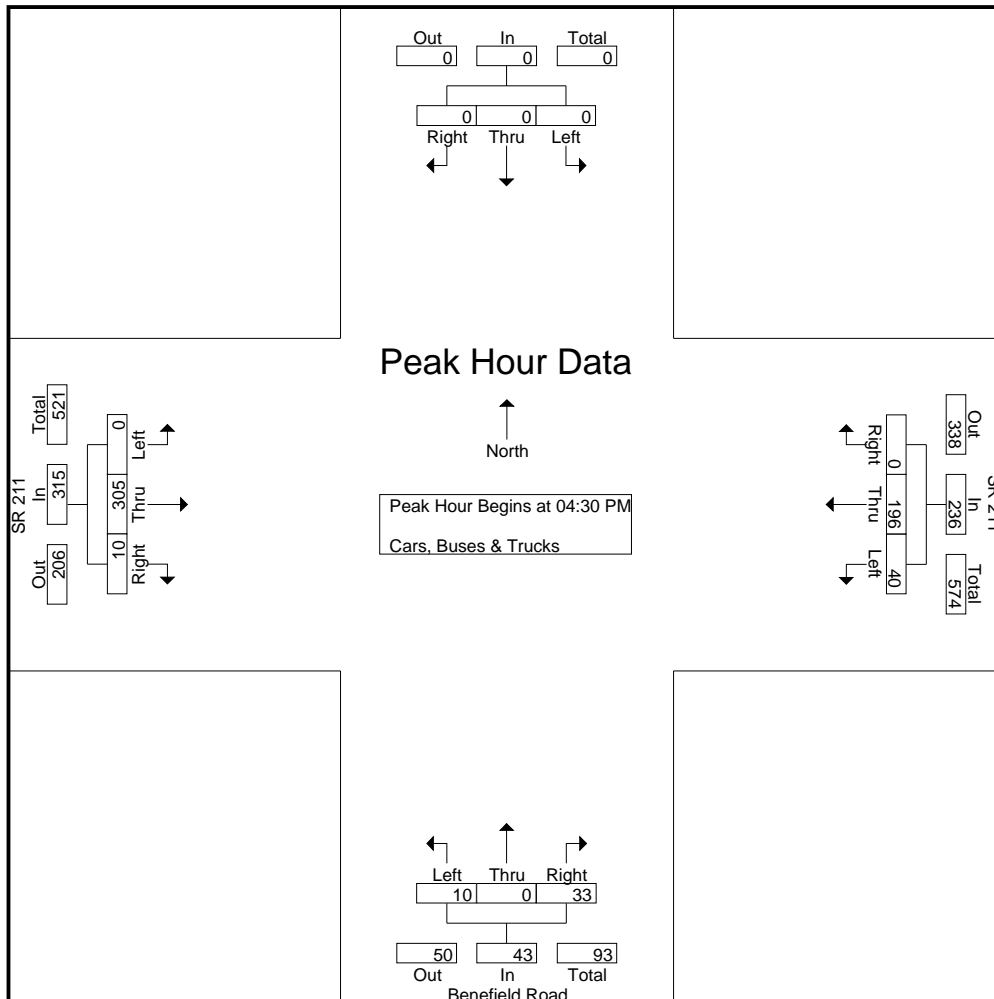 Out In Total
0 0 0
0 0 0
Right Thru Left
Peak Hour Data
North
Peak Hour Begins at 04:30 PM
Cars, Buses & Trucks
SR 211
Total In Out
521 315 206
0 305 10
Left Thru Right
Right Thru Left
0 196 40
338 236 574
Out In Total
SR 211
Left Thru Right
10 0 33
50 43 93
Out In Total
Benefield Road